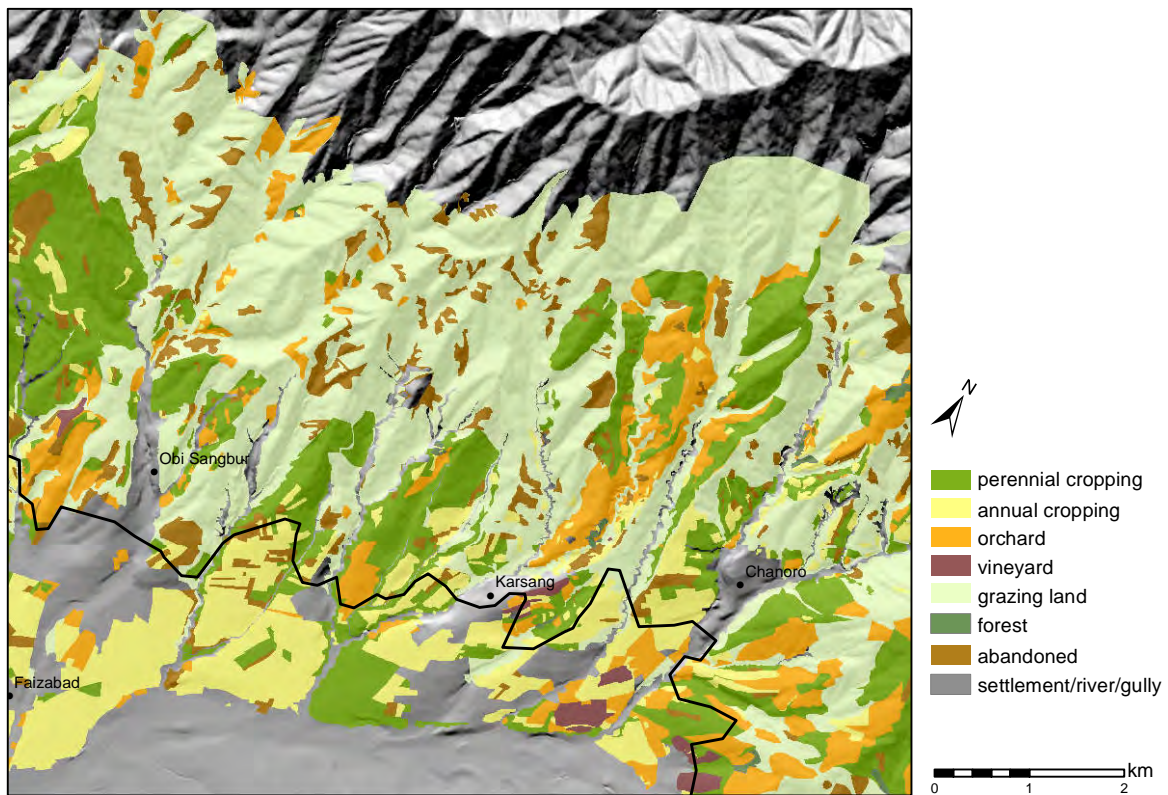 Obi Sangbur
Karsang
Chanoro
Faizabad
N
perennial cropping
annual cropping
orchard
vineyard
grazing land
forest
abandoned
settlement/river/gully
km
0 1 2